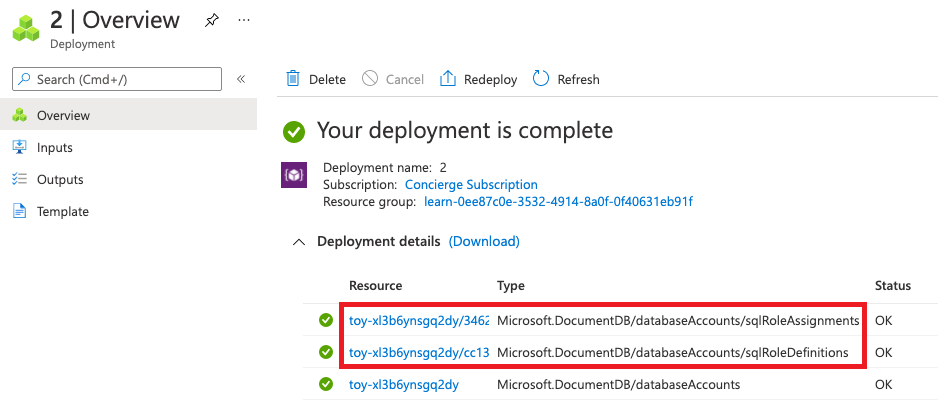 2 | Overview
Deployment
Search (Cmd+/)
«
Overview
Inputs
Outputs
Template
Delete
Cancel
Redeploy
Refresh
Your deployment is complete
Deployment name: 2
Subscription: Concierge Subscription
Resource group: learn-0ee87c0e-3532-4914-8a0f-0f40631eb91f
Deployment details (Download)
Resource Type Status
toy-xl3b6ynsgq2dy/3462 Microsoft.DocumentDB/databaseAccounts/sqlRoleAssignments OK
toy-xl3b6ynsgq2dy/cc13 Microsoft.DocumentDB/databaseAccounts/sqlRoleDefinitions OK
toy-xl3b6ynsgq2dy Microsoft.DocumentDB/databaseAccounts OK